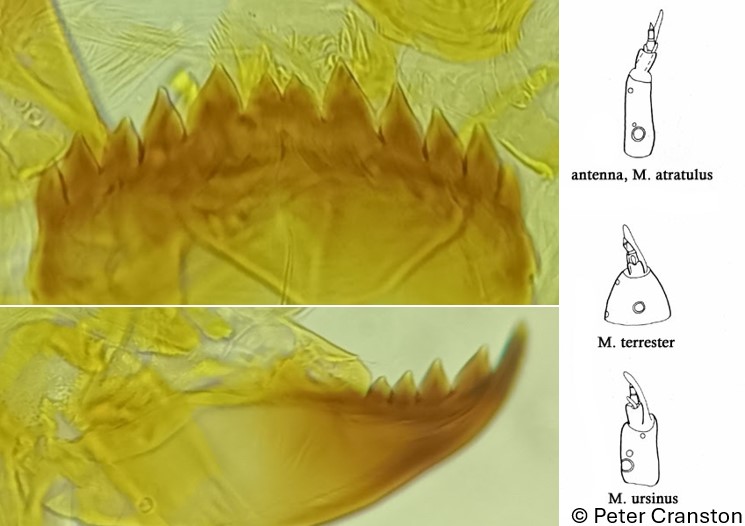 antenna, M. atratulus
M. terrester
M. ursinus
© Peter Cranston